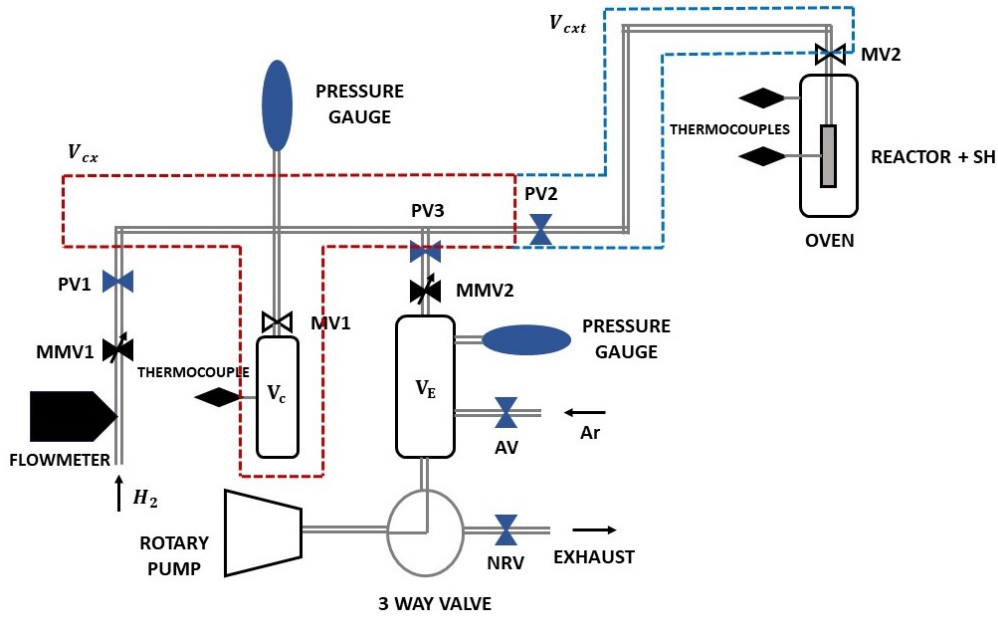 V_cxt
MV2
PRESSURE
GAUGE
THERMOCOUPLES
REACTOR + SH
V_cx
PV2
PV3
OVEN
PV1
MMV2
MV1
PRESSURE
GAUGE
MMV1
THERMOCOUPLE
V_c
V_E
Ar
AV
FLOWMETER
H_2
ROTARY
PUMP
NRV
EXHAUST
3 WAY VALVE